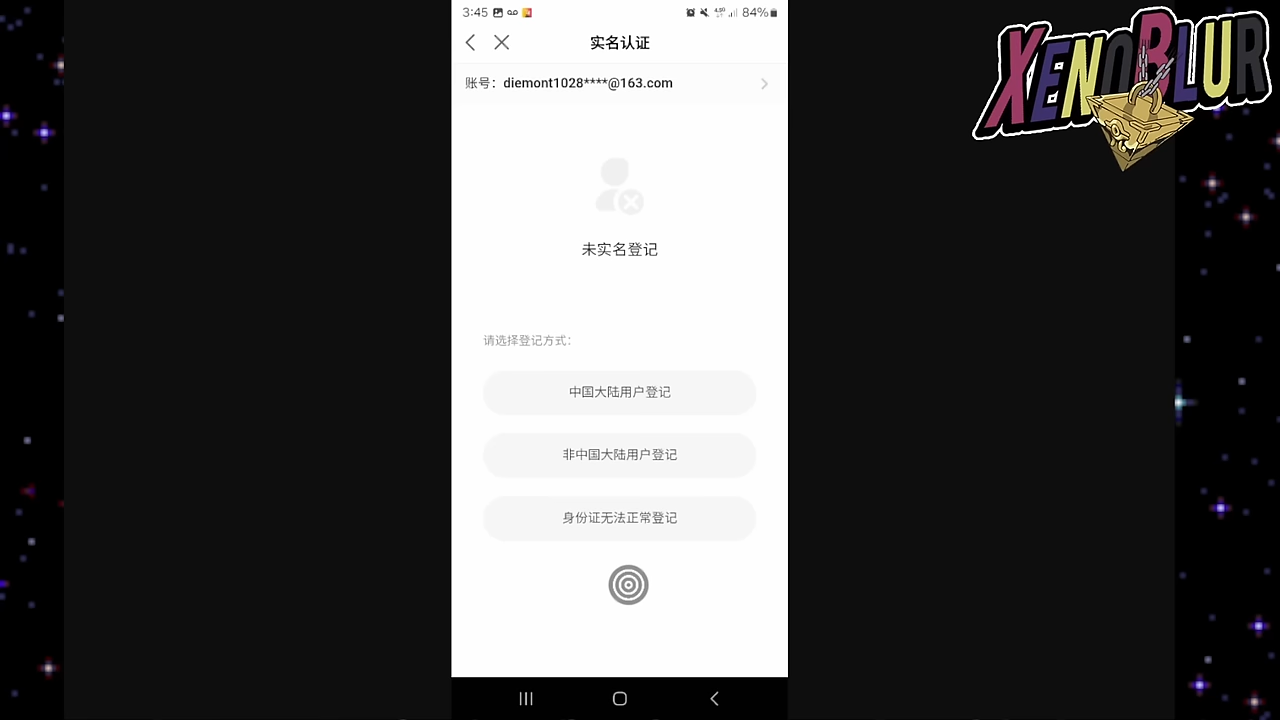 3:45
84%
实名认证
账号：diemont1028****@163.com
XENOBLUR
未实名登记
请选择登记方式：
中国大陆用户登记
非中国大陆用户登记
身份证无法正常登记